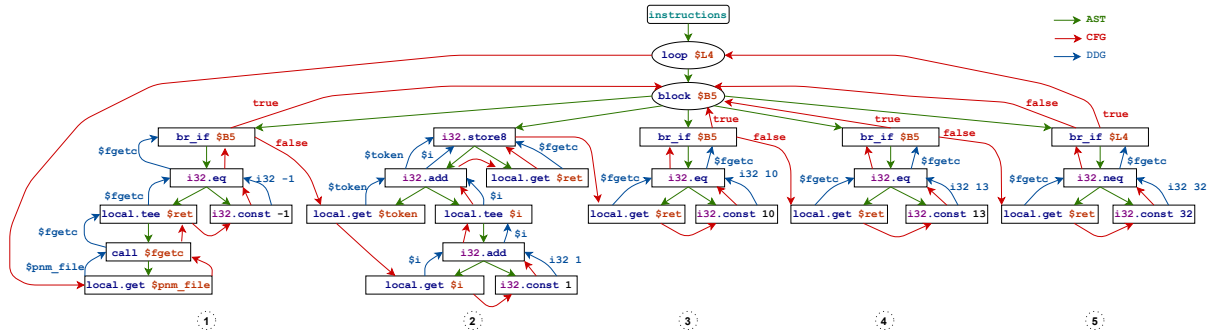 instructions
AST
CFG
DDG
loop $L4
block $B5
true
false
true
false
true
false
true
br_if $B5
i32.store8
br_if $B5
br_if $B5
br_if $L4
false
$fgetc
$token
$i
$fgetc
$fgetc
$fgetc
$fgetc
i32.eq
i32 -1
i32.add
local.get $ret
i32.eq
i32 10
i32.eq
i32 13
i32.neq
i32 32
$fgetc
$token
$i
$fgetc
$fgetc
$fgetc
local.tee $ret
i32.const -1
local.get $token
local.tee $i
local.get $ret
i32.const 10
local.get $ret
i32.const 13
local.get $ret
i32.const 32
$fgetc
call $fgetc
i32.add
$pnm_file
$i
i32 1
local.get $pnm_file
local.get $i
i32.const 1
1
2
3
4
5